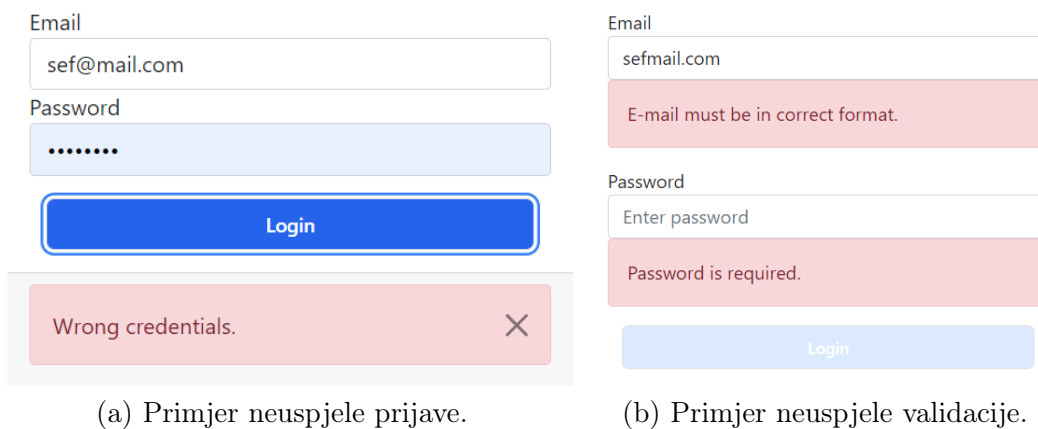 Email
sef@mail.com
Password
••••••••
Login
Wrong credentials.
(a) Primjer neuspjele prijave.
Email
sefmail.com
E-mail must be in correct format.
Password
Enter password
Password is required.
Login
(b) Primjer neuspjele validacije.